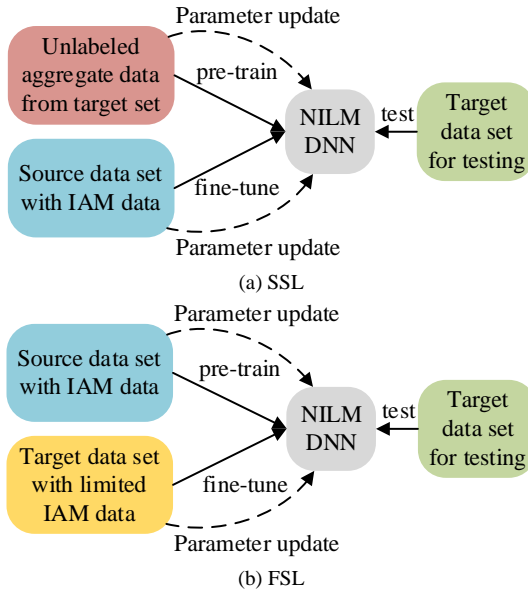 Parameter update
Unlabeled
aggregate data
from target set
pre-train
NILM
DNN
test
Target
data set
for testing
Source data set
with IAM data
fine-tune
Parameter update
(a) SSL
Parameter update
Source data set
with IAM data
pre-train
NILM
DNN
test
Target
data set
for testing
Target data set
with limited
IAM data
fine-tune
Parameter update
(b) FSL